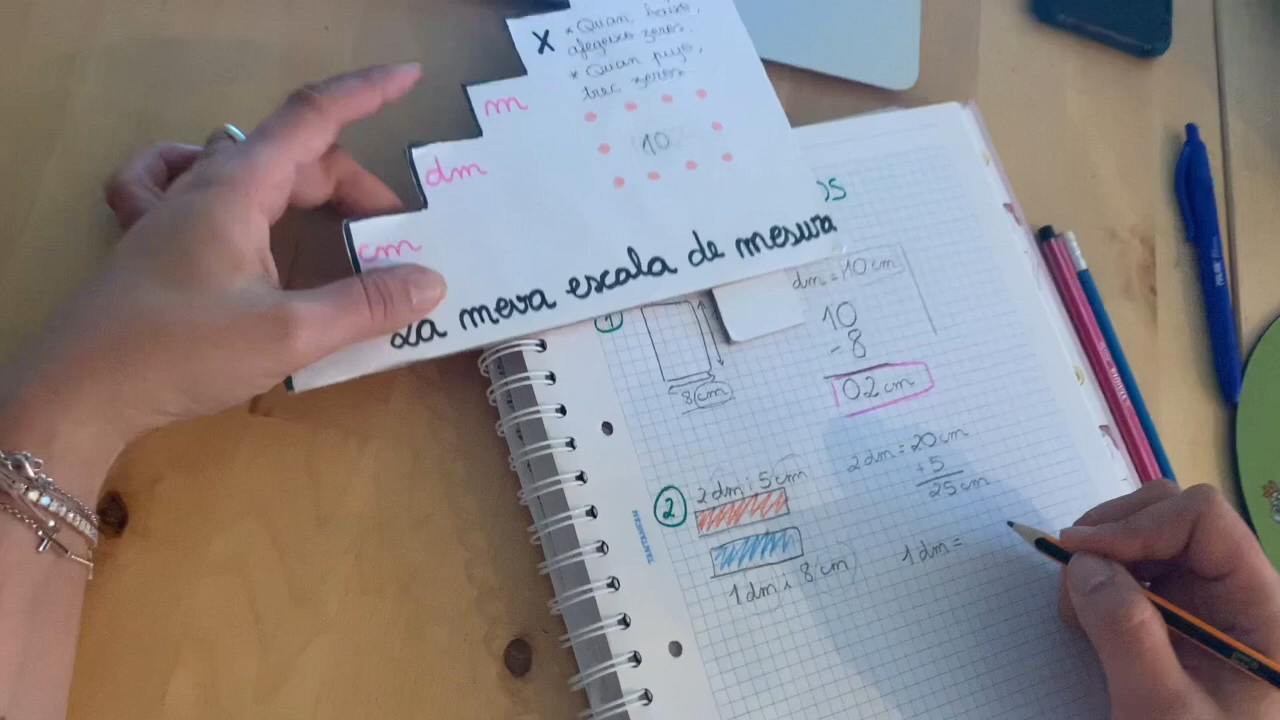 X
* Quan baixo,
afegeixo zeros.
* Quan pujo,
trec zeros
m
10
dm
cm
La meva escala de mesura
OS
dm = 10 cm
1
10
-8
02 cm
8 cm
2
2 dm i 5 cm
2 dm = 20 cm
+ 5
25 cm
1 dm i 8 cm
1 dm =